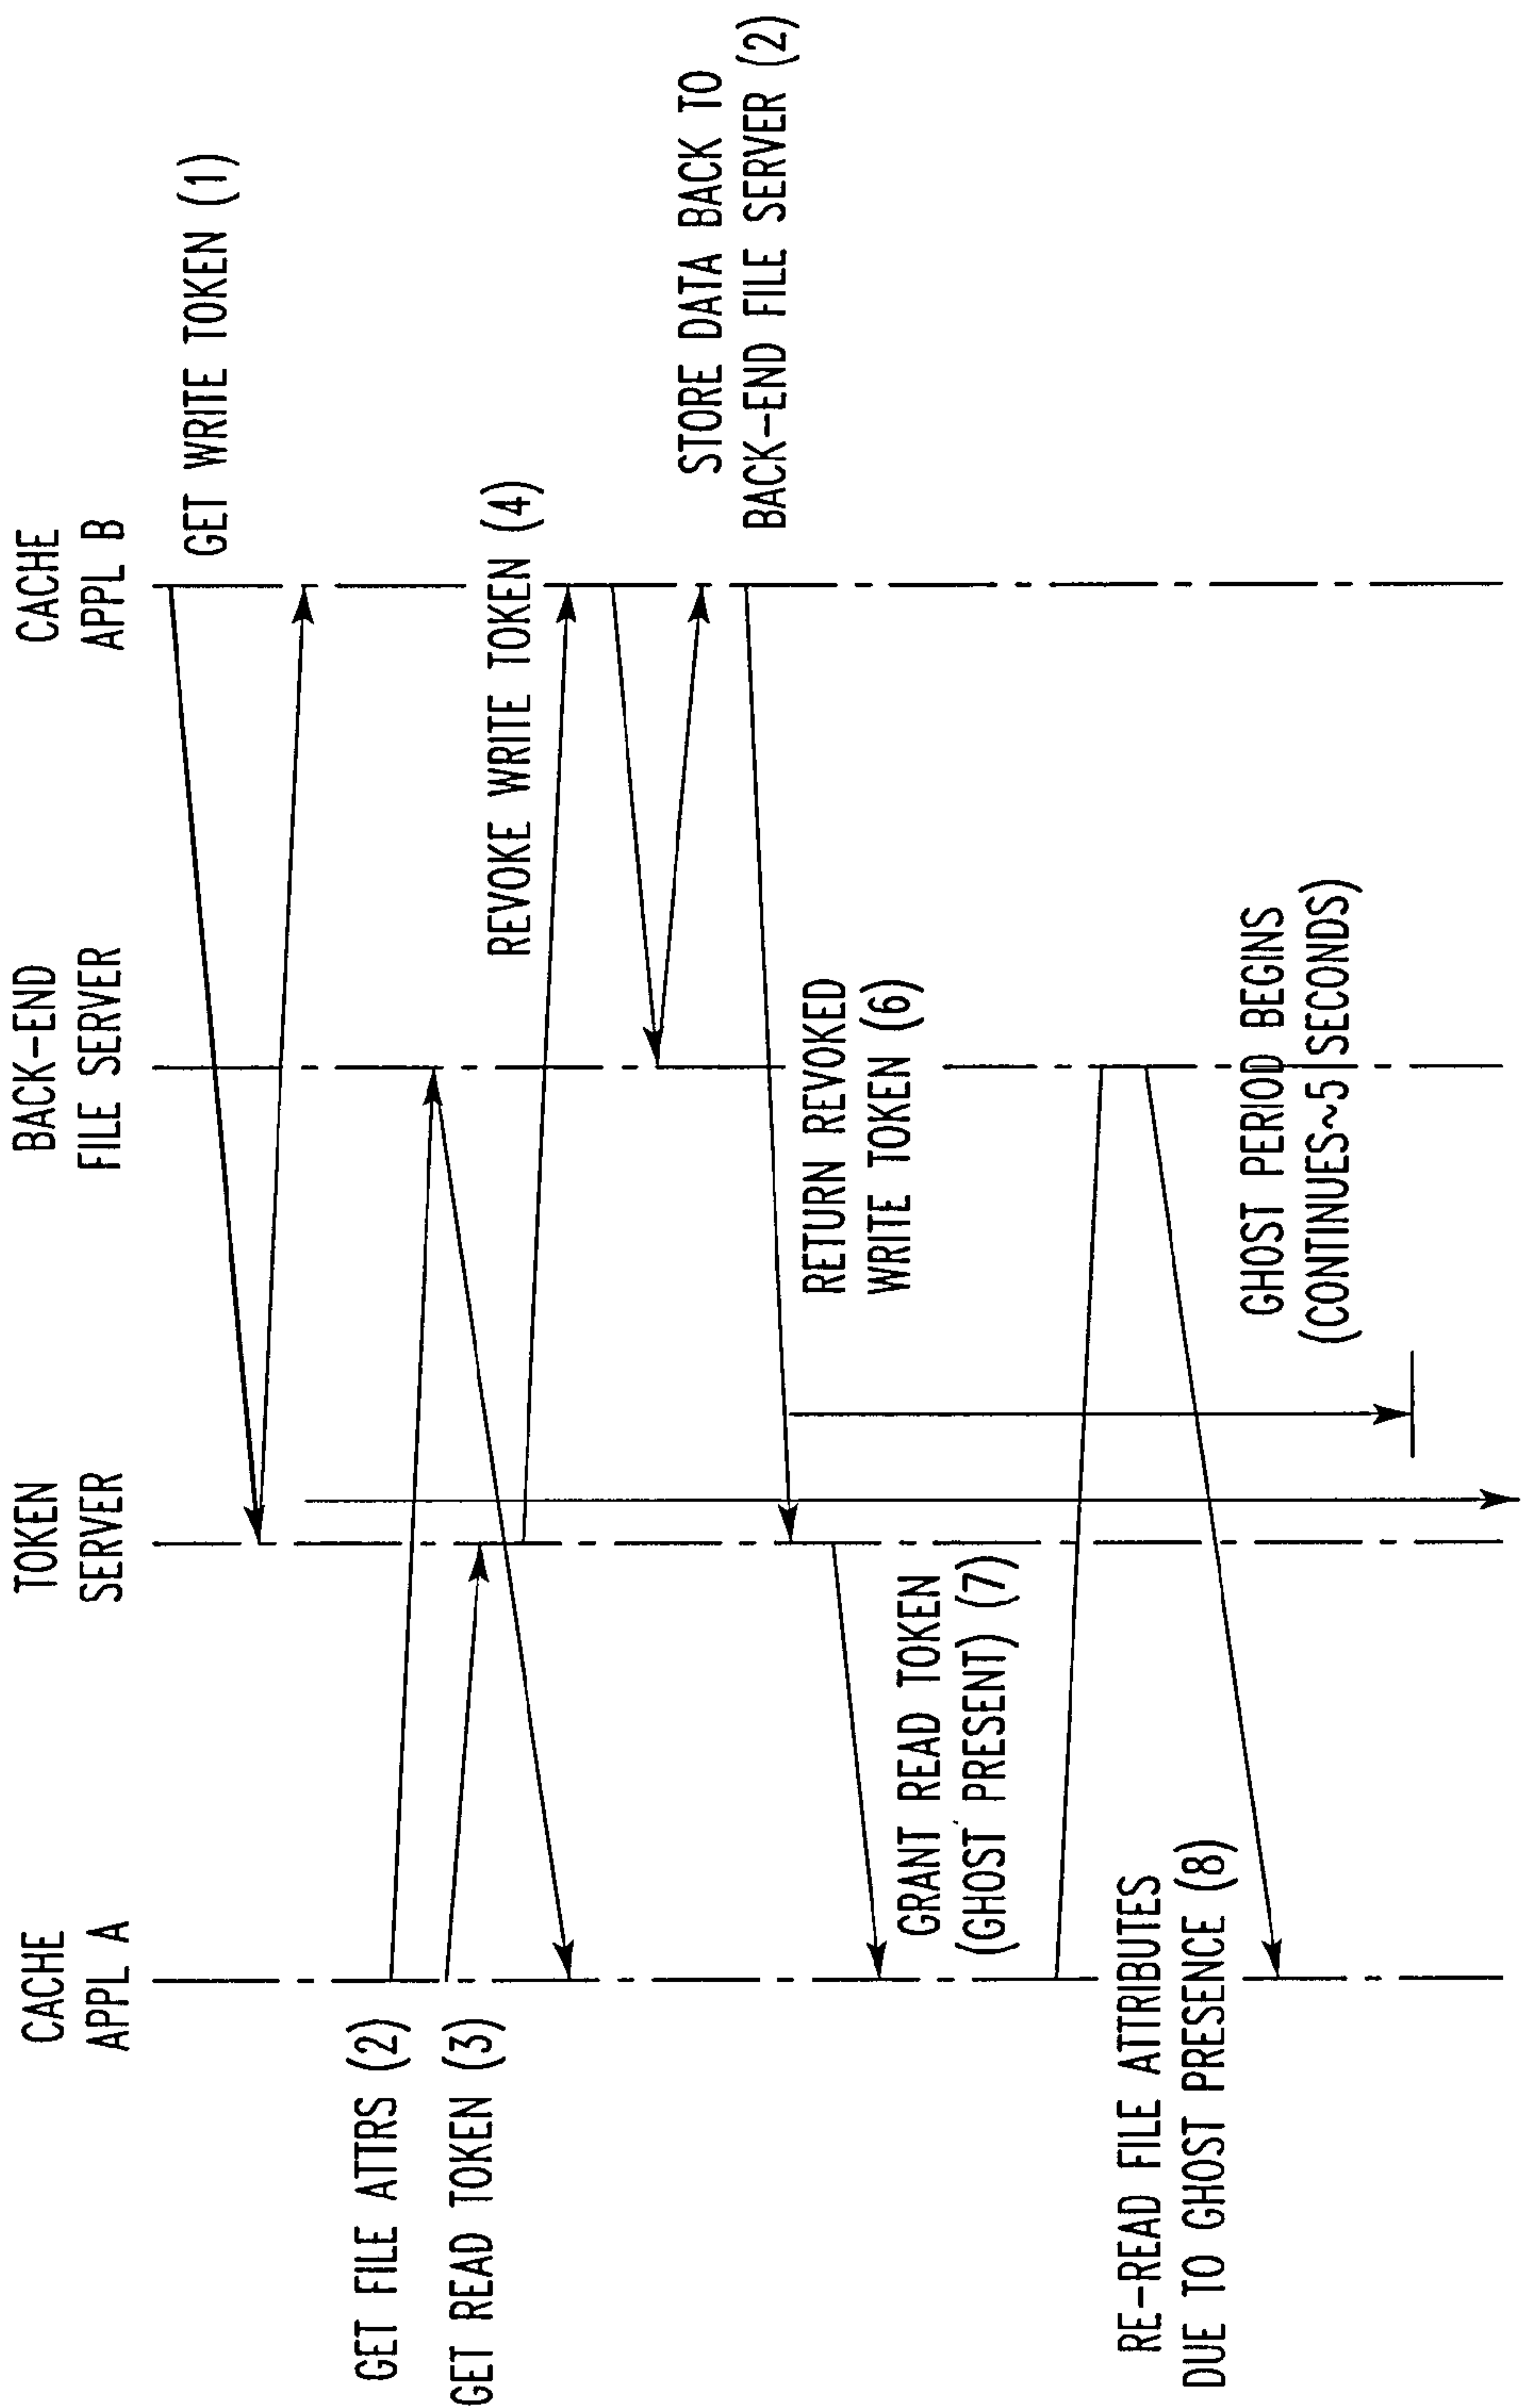 CACHE
APPL A
TOKEN
SERVER
BACK-END
FILE SERVER
CACHE
APPL B
GET WRITE TOKEN (1)
GET FILE ATTRS (2)
GET READ TOKEN (3)
REVOKE WRITE TOKEN (4)
STORE DATA BACK TO
BACK-END FILE SERVER (2)
RETURN REVOKED
WRITE TOKEN (6)
GRANT READ TOKEN
(GHOST PRESENT) (7)
RE-READ FILE ATTRIBUTES
DUE TO GHOST PRESENCE (8)
GHOST PERIOD BEGINS
(CONTINUES~5 SECONDS)